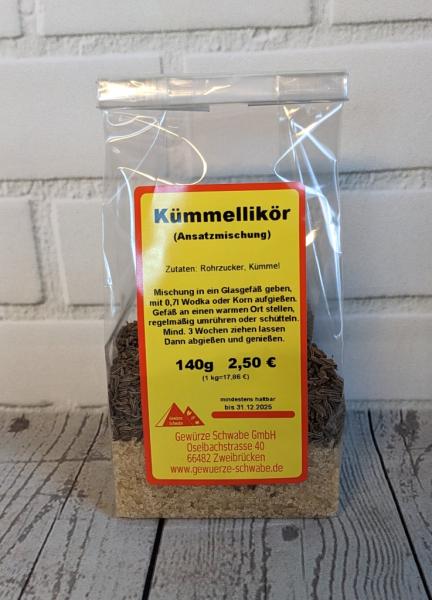 Kümmellikör
(Ansatzmischung)
Zutaten: Rohrzucker, Kümmel
Mischung in ein Glasgefäß geben,
mit 0,7l Wodka oder Korn aufgießen.
Gefäß an einen warmen Ort stellen,
regelmäßig umrühren oder schütteln.
Mind. 3 Wochen ziehen lassen
Dann abgießen und genießen.
140g 2,50 €
(1 kg=17,86 €)
mindestens haltbar
bis 31.12.2025
Gewürze
Schwabe
Gewürze Schwabe GmbH
Oselbachstrasse 40
66482 Zweibrücken
www.gewuerze-schwabe.de